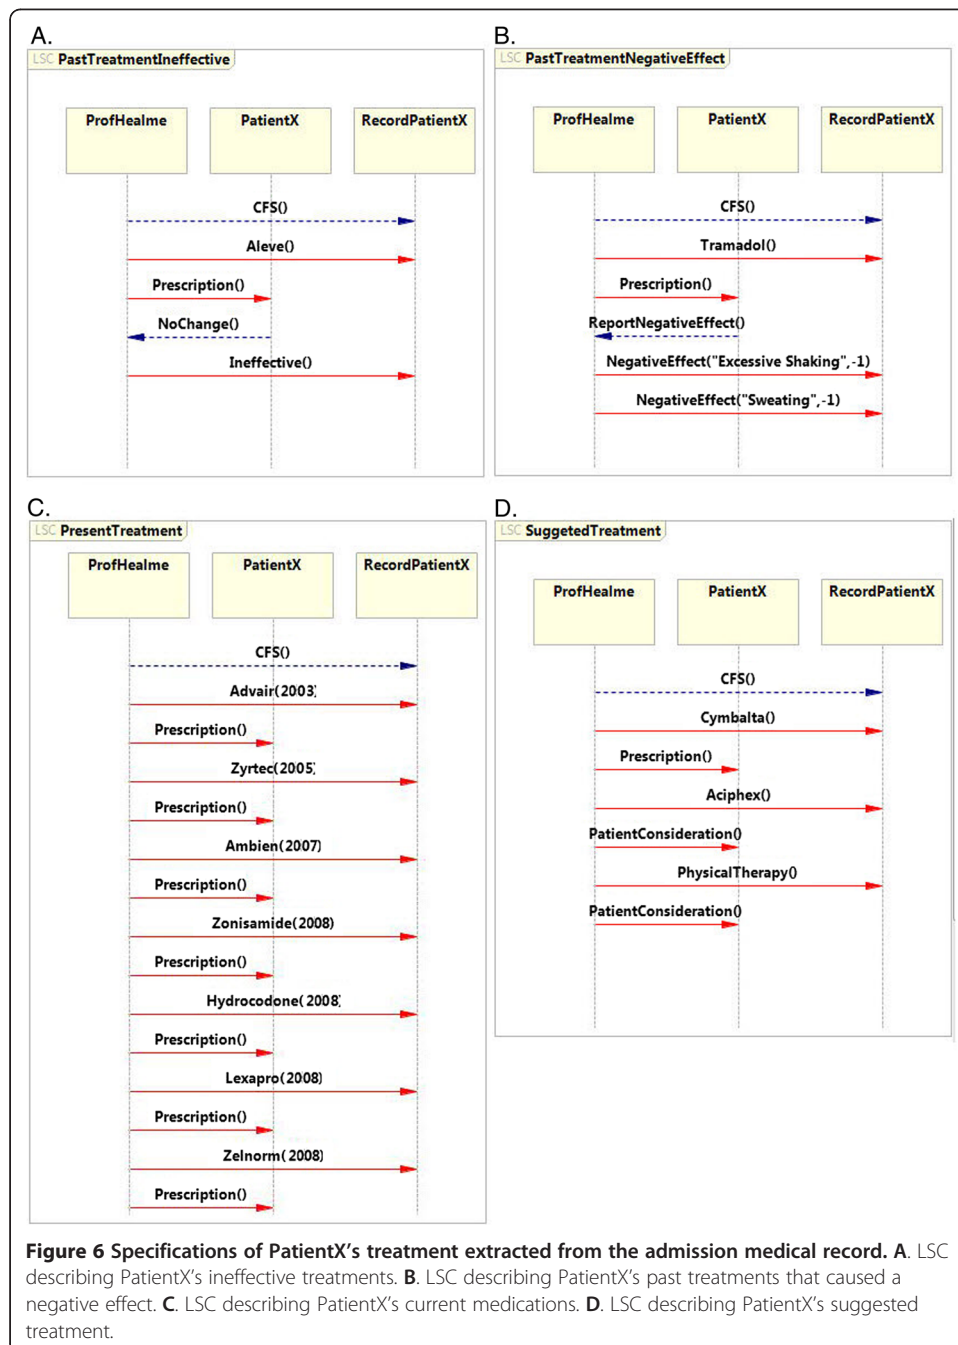 A.
LSC PastTreatmentIneffective
ProfHealme PatientX RecordPatientX
CFS()
Aleve()
Prescription()
NoChange()
Ineffective()
B.
LSC PastTreatmentNegativeEffect
ProfHealme PatientX RecordPatientX
CFS()
Tramadol()
Prescription()
ReportNegativeEffect()
NegativeEffect("Excessive Shaking",-1)
NegativeEffect("Sweating",-1)
C.
LSC PresentTreatment
ProfHealme PatientX RecordPatientX
CFS()
Advair(2003)
Prescription()
Zyrtec(2005)
Prescription()
Ambien(2007)
Prescription()
Zonisamide(2008)
Prescription()
Hydrocodone(2008)
Prescription()
Lexapro(2008)
Prescription()
Zelnorm(2008)
Prescription()
D.
LSC SuggetedTreatment
ProfHealme PatientX RecordPatientX
CFS()
Cymbalta()
Prescription()
Aciphex()
PatientConsideration()
PhysicalTherapy()
PatientConsideration()
Figure 6 Specifications of PatientX's treatment extracted from the admission medical record. A. LSC
describing PatientX's ineffective treatments. B. LSC describing PatientX's past treatments that caused a
negative effect. C. LSC describing PatientX's current medications. D. LSC describing PatientX's suggested
treatment.